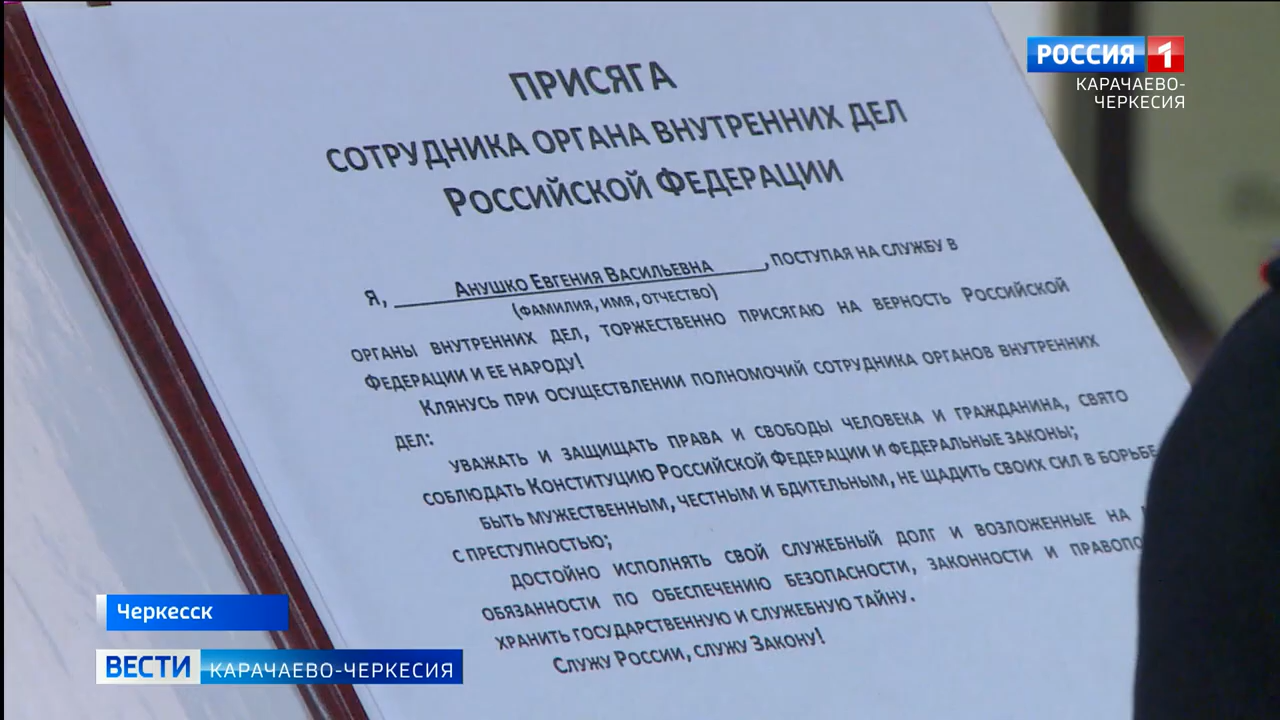 РОССИЯ 1
КАРАЧАЕВО-
ЧЕРКЕСИЯ
ПРИСЯГА
СОТРУДНИКА ОРГАНА ВНУТРЕННИХ ДЕЛ
РОССИЙСКОЙ ФЕДЕРАЦИИ
Я, АНУШКО ЕВГЕНИЯ ВАСИЛЬЕВНА, ПОСТУПАЯ НА СЛУЖБУ В
(ФАМИЛИЯ, ИМЯ, ОТЧЕСТВО)
ОРГАНЫ ВНУТРЕННИХ ДЕЛ, ТОРЖЕСТВЕННО ПРИСЯГАЮ НА ВЕРНОСТЬ РОССИЙСКОЙ
ФЕДЕРАЦИИ И ЕЕ НАРОДУ!
КЛЯНУСЬ ПРИ ОСУЩЕСТВЛЕНИИ ПОЛНОМОЧИЙ СОТРУДНИКА ОРГАНОВ ВНУТРЕННИХ
ДЕЛ:
УВАЖАТЬ И ЗАЩИЩАТЬ ПРАВА И СВОБОДЫ ЧЕЛОВЕКА И ГРАЖДАНИНА, СВЯТО
СОБЛЮДАТЬ КОНСТИТУЦИЮ РОССИЙСКОЙ ФЕДЕРАЦИИ И ФЕДЕРАЛЬНЫЕ ЗАКОНЫ;
БЫТЬ МУЖЕСТВЕННЫМ, ЧЕСТНЫМ И БДИТЕЛЬНЫМ, НЕ ЩАДИТЬ СВОИХ СИЛ В БОРЬБЕ
С ПРЕСТУПНОСТЬЮ;
ДОСТОЙНО ИСПОЛНЯТЬ СВОЙ СЛУЖЕБНЫЙ ДОЛГ И ВОЗЛОЖЕННЫЕ НА
ОБЯЗАННОСТИ ПО ОБЕСПЕЧЕНИЮ БЕЗОПАСНОСТИ, ЗАКОННОСТИ И
ХРАНИТЬ ГОСУДАРСТВЕННУЮ И СЛУЖЕБНУЮ ТАЙНУ.
СЛУЖУ РОССИИ, СЛУЖУ ЗАКОНУ!
Черкесск
ВЕСТИ КАРАЧАЕВО-ЧЕРКЕСИЯ